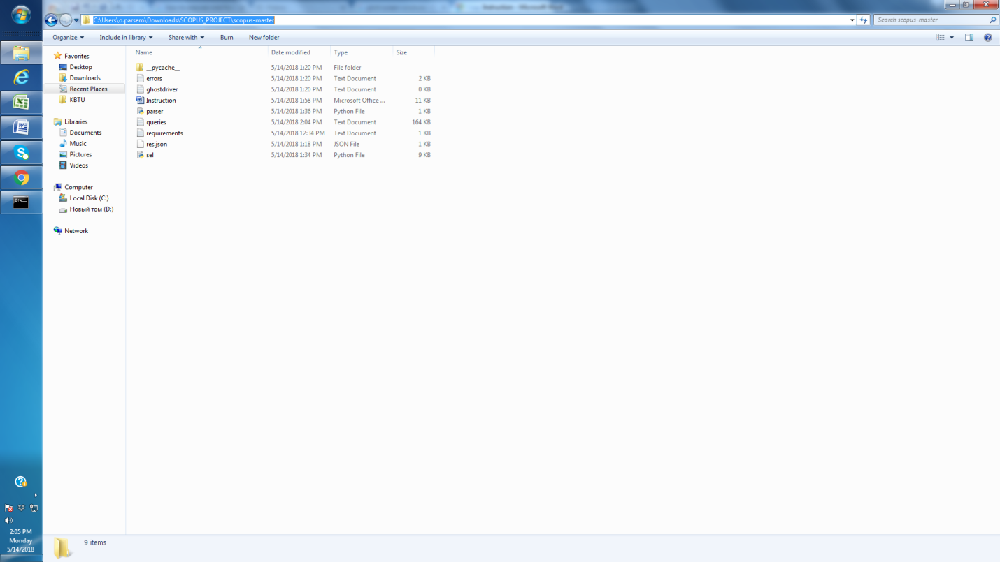 C:\Users\o.parsero\Downloads\SCOPUS_PROJECT\scopus-master
Search scopus-master
Organize Include in library Share with Burn New folder
Name Date modified Type Size
Favorites
Desktop
Downloads
Recent Places
KBTU
Libraries
Documents
Music
Pictures
Videos
Computer
Local Disk (C:)
Новый том (D:)
Network
__pycache__ 5/14/2018 1:20 PM File folder
errors 5/14/2018 1:20 PM Text Document 2 KB
ghostdriver 5/14/2018 1:20 PM Text Document 0 KB
Instruction 5/14/2018 1:58 PM Microsoft Office ... 11 KB
parser 5/14/2018 1:36 PM Python File 1 KB
queries 5/14/2018 2:04 PM Text Document 164 KB
requirements 5/14/2018 12:34 PM Text Document 1 KB
res.json 5/14/2018 1:18 PM JSON File 1 KB
sel 5/14/2018 1:34 PM Python File 9 KB
2:05 PM
Monday
5/14/2018
9 items